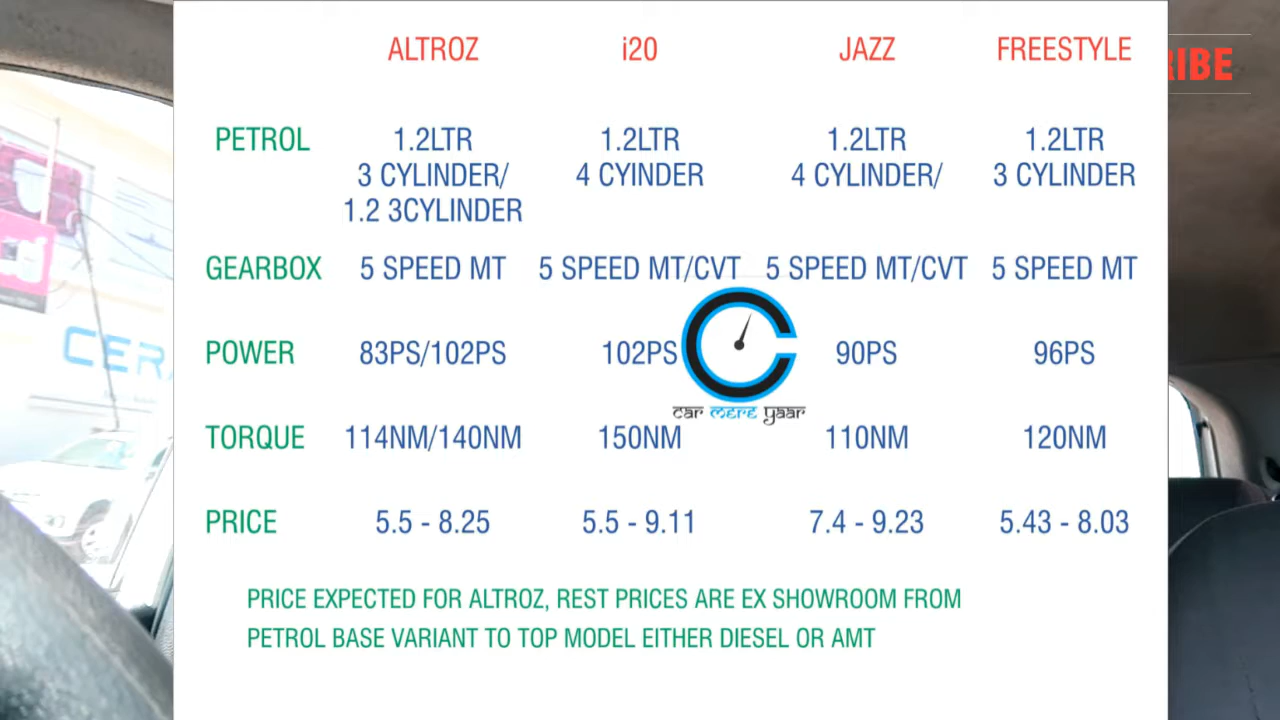 ALTROZ i20 JAZZ FREESTYLE
RIBE
PETROL 1.2LTR 1.2LTR 1.2LTR 1.2LTR
3 CYLINDER/ 4 CYINDER 4 CYLINDER/ 3 CYLINDER
1.2 3CYLINDER
GEARBOX 5 SPEED MT 5 SPEED MT/CVT 5 SPEED MT/CVT 5 SPEED MT
CERA
POWER 83PS/102PS 102PS 90PS 96PS
car mere yaar
TORQUE 114NM/140NM 150NM 110NM 120NM
PRICE 5.5 - 8.25 5.5 - 9.11 7.4 - 9.23 5.43 - 8.03
PRICE EXPECTED FOR ALTROZ, REST PRICES ARE EX SHOWROOM FROM
PETROL BASE VARIANT TO TOP MODEL EITHER DIESEL OR AMT